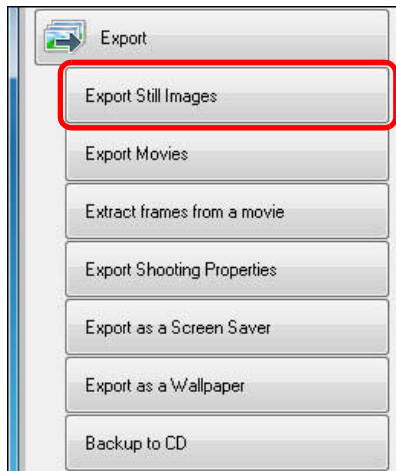 Export
Export Still Images
Export Movies
Extract frames from a movie
Export Shooting Properties
Export as a Screen Saver
Export as a Wallpaper
Backup to CD